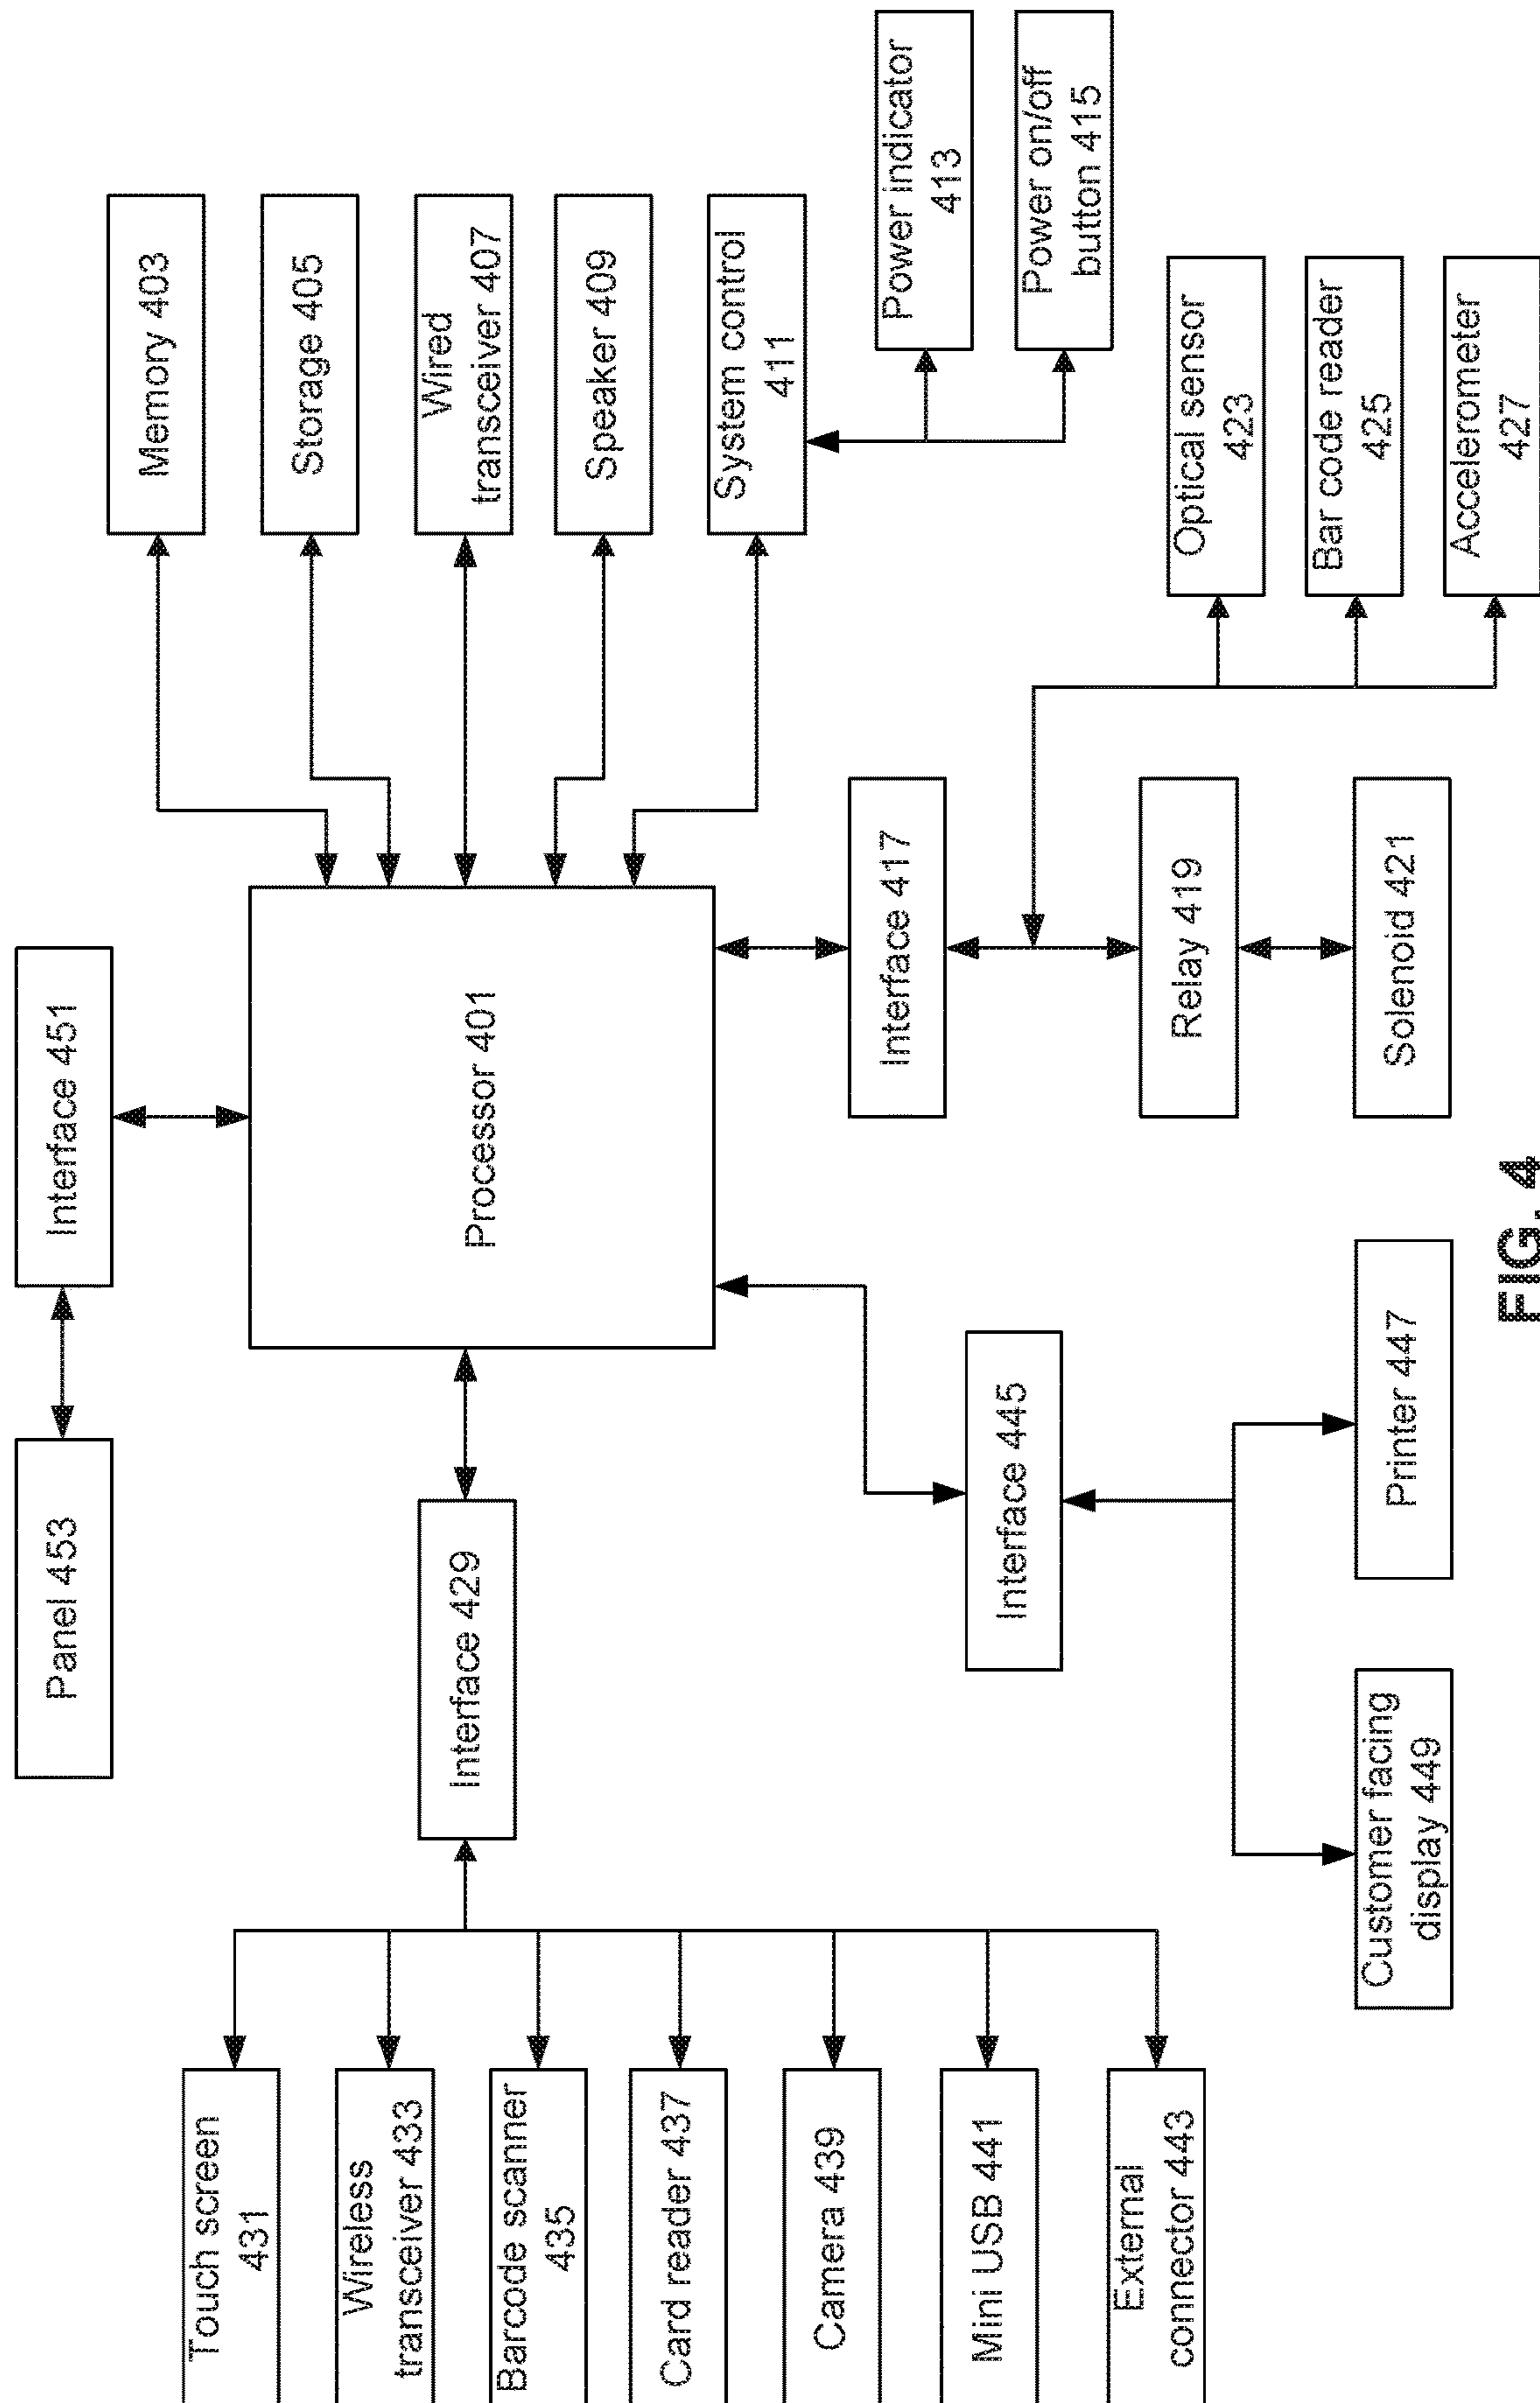 Panel 453
Interface 451
Touch screen
431
Wireless
transceiver 433
Barcode scanner
435
Card reader 437
Camera 439
Mini USB 441
External
connector 443
Interface 429
Processor 401
Memory 403
Storage 405
Wired
transceiver 407
Speaker 409
System control
411
Power indicator
413
Power on/off
button 415
Interface 445
Customer facing
display 449
Printer 447
Interface 417
Relay 419
Solenoid 421
Optical sensor
423
Bar code reader
425
Accelerometer
427
FIG. 4